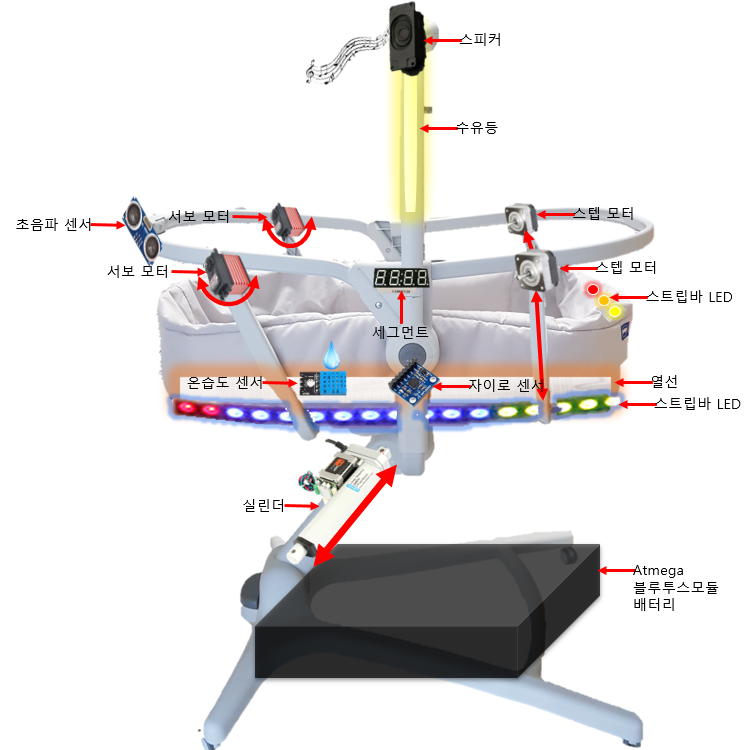 스피커
수유등
초음파 센서
서보 모터
스텝 모터
서보 모터
스텝 모터
스트립바 LED
세그먼트
온습도 센서
자이로 센서
열선
스트립바 LED
실린더
Atmega
블루투스모듈
배터리